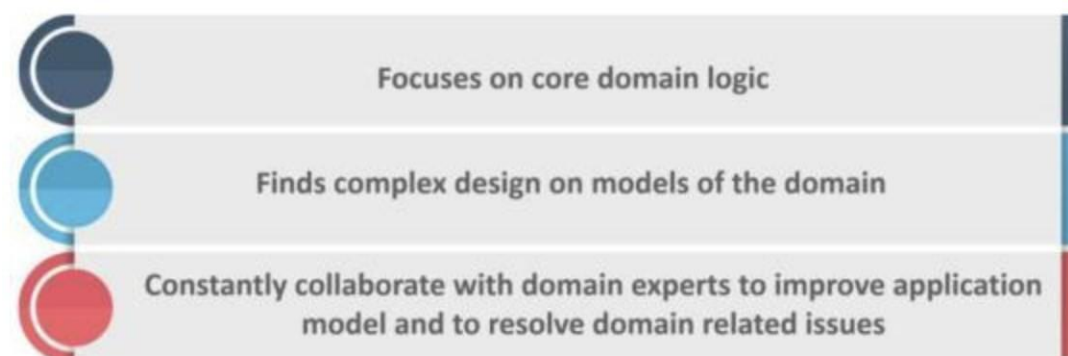 Focuses on core domain logic
Finds complex design on models of the domain
Constantly collaborate with domain experts to improve application
model and to resolve domain related issues